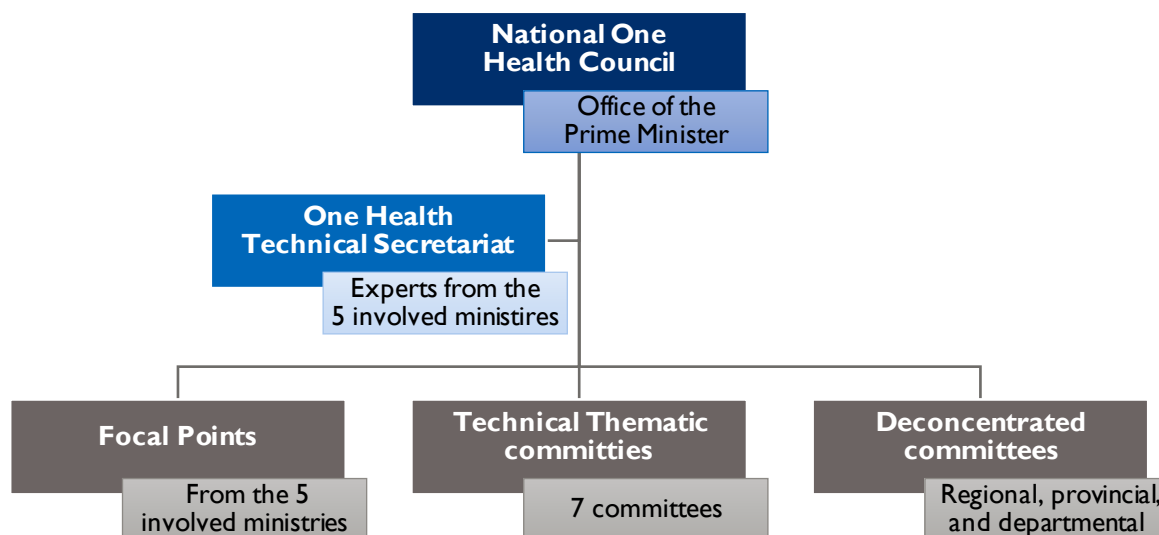 National One
Health Council
Office of the
Prime Minister
One Health
Technical Secretariat
Experts from the
5 involved ministires
Focal Points
From the 5
involved ministries
Technical Thematic
committies
7 committees
Deconcentrated
committees
Regional, provincial,
and departmental